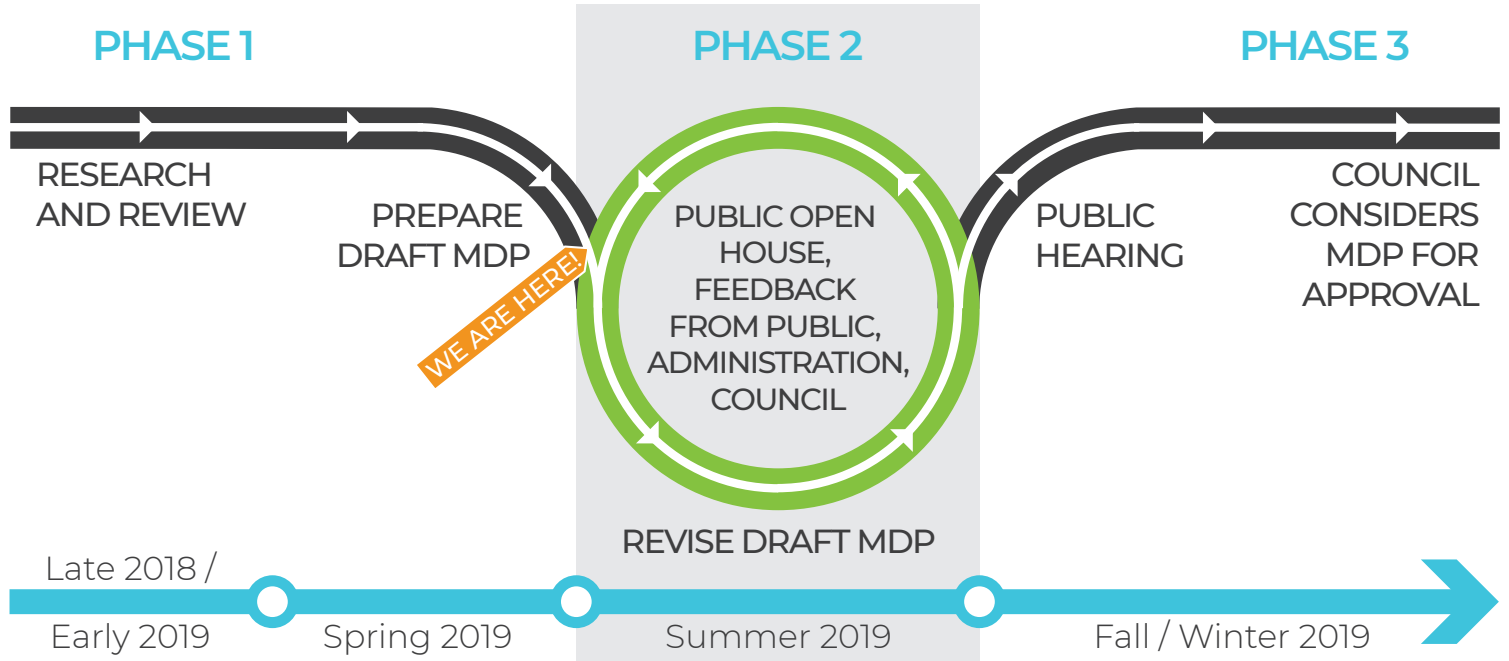 PHASE 1
PHASE 2
PHASE 3
RESEARCH
AND REVIEW
PREPARE
DRAFT MDP
WE ARE HERE!
PUBLIC OPEN
HOUSE,
FEEDBACK
FROM PUBLIC,
ADMINISTRATION,
COUNCIL
REVISE DRAFT MDP
PUBLIC
HEARING
COUNCIL
CONSIDERS
MDP FOR
APPROVAL
Late 2018 /
Early 2019
Spring 2019
Summer 2019
Fall / Winter 2019